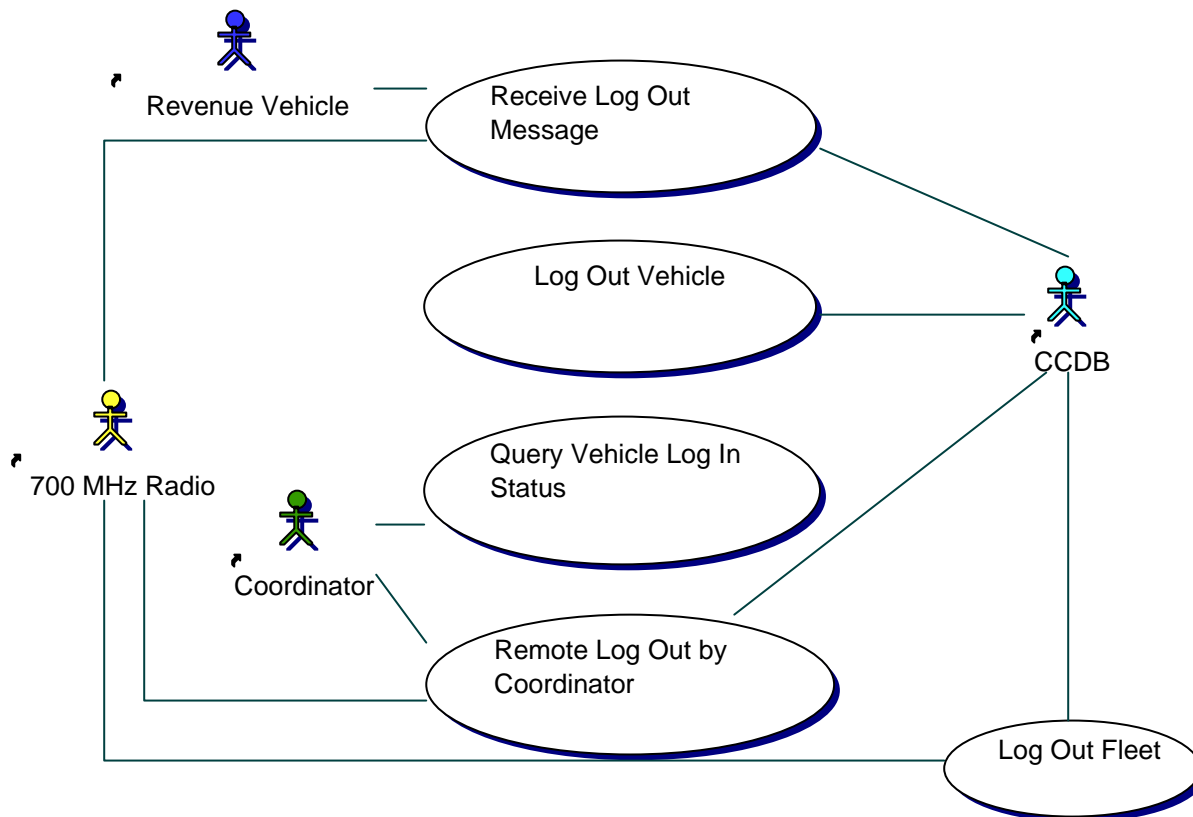 Revenue Vehicle
Receive Log Out
Message
Log Out Vehicle
CCDB
700 MHz Radio
Query Vehicle Log In
Status
Coordinator
Remote Log Out by
Coordinator
Log Out Fleet